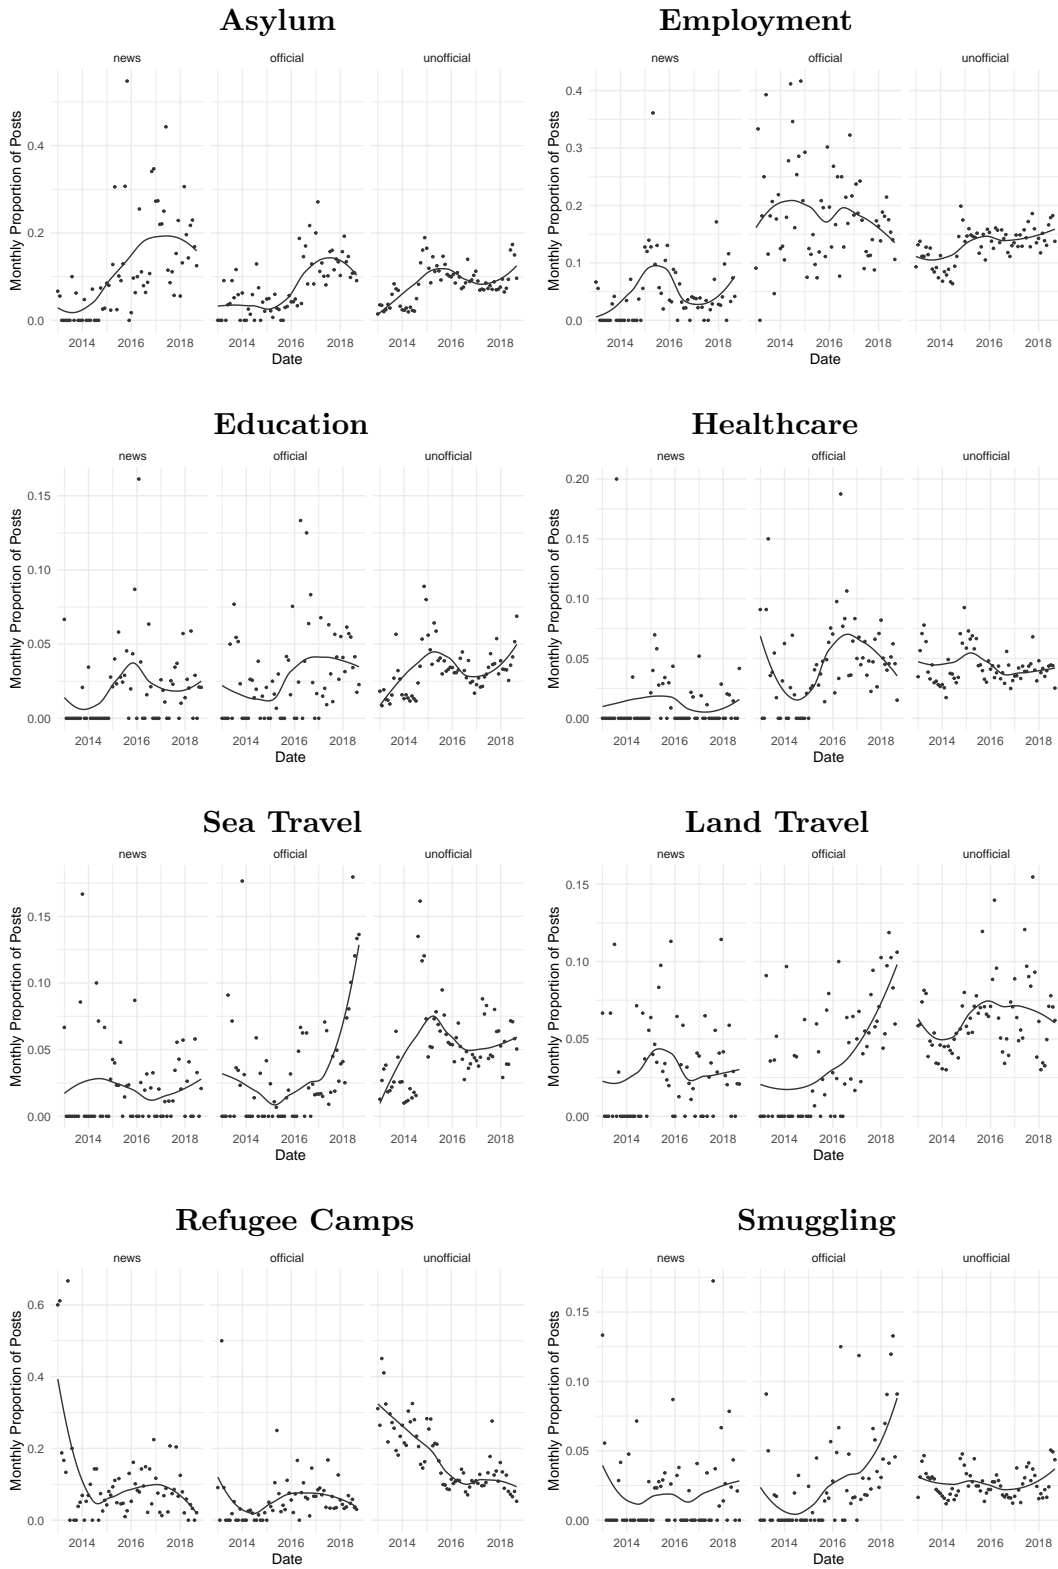 Asylum
Employment
news official unofficial
news official unofficial
Monthly Proportion of Posts
0.4
0.2
0.0
Monthly Proportion of Posts
0.4
0.3
0.2
0.1
0.0
2014 2016 2018 2014 2016 2018 2014 2016 2018
Date
2014 2016 2018 2014 2016 2018 2014 2016 2018
Date
Education
Healthcare
news official unofficial
news official unofficial
Monthly Proportion of Posts
0.15
0.10
0.05
0.00
Monthly Proportion of Posts
0.20
0.15
0.10
0.05
0.00
2014 2016 2018 2014 2016 2018 2014 2016 2018
Date
2014 2016 2018 2014 2016 2018 2014 2016 2018
Date
Sea Travel
Land Travel
news official unofficial
news official unofficial
Monthly Proportion of Posts
0.15
0.10
0.05
0.00
Monthly Proportion of Posts
0.15
0.10
0.05
0.00
2014 2016 2018 2014 2016 2018 2014 2016 2018
Date
2014 2016 2018 2014 2016 2018 2014 2016 2018
Date
Refugee Camps
Smuggling
news official unofficial
news official unofficial
Monthly Proportion of Posts
0.6
0.4
0.2
0.0
Monthly Proportion of Posts
0.15
0.10
0.05
0.00
2014 2016 2018 2014 2016 2018 2014 2016 2018
Date
2014 2016 2018 2014 2016 2018 2014 2016 2018
Date